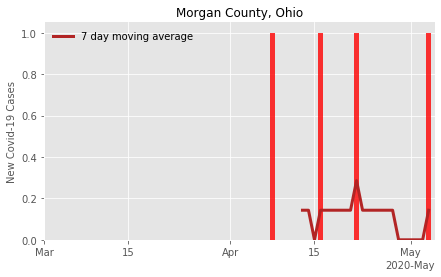 Morgan County, Ohio
7 day moving average
New Covid-19 Cases
1.0
0.8
0.6
0.4
0.2
0.0
Mar 15 Apr 15 May
2020-May